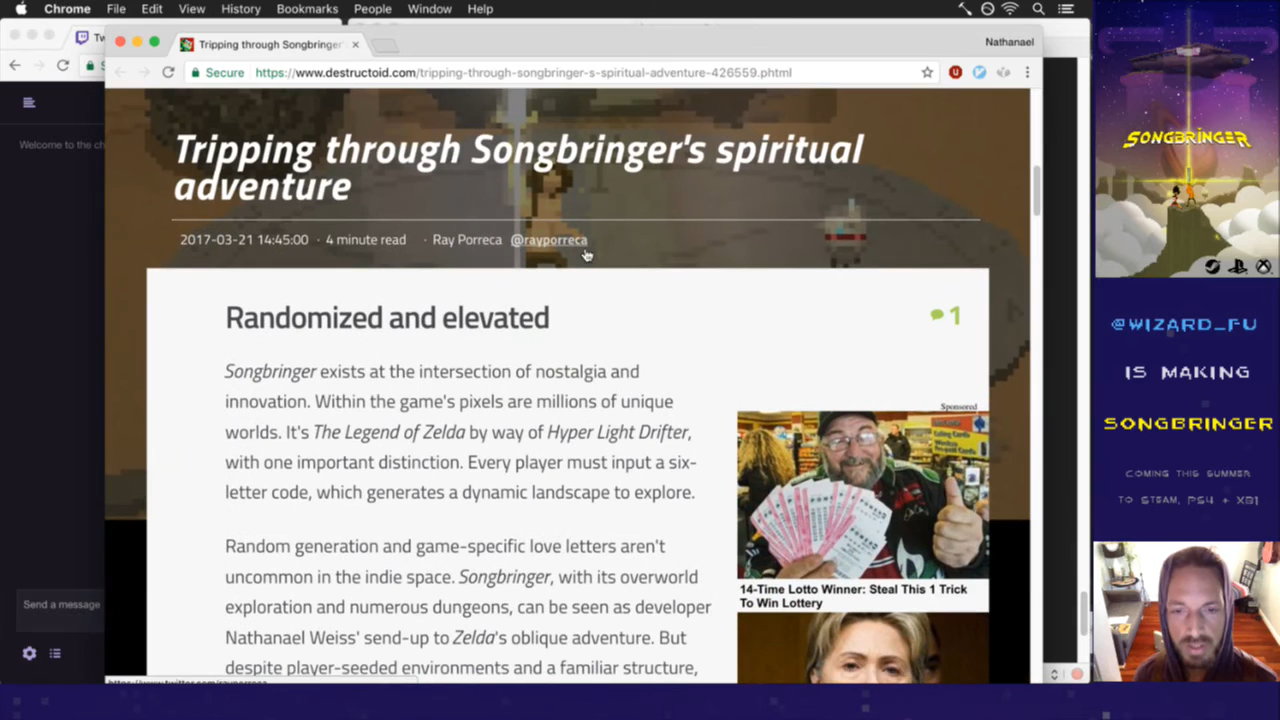 Chrome File Edit View History Bookmarks People Window Help
Tw
Tripping through Songbringer'
Nathanael
Secure https://www.destructoid.com/tripping-through-songbringer-s-spiritual-adventure-426559.phtml
Welcome to the ch
Tripping through Songbringer's spiritual
adventure
2017-03-21 14:45:00 · 4 minute read · Ray Porreca @rayporreca
Randomized and elevated
1
Songbringer exists at the intersection of nostalgia and
innovation. Within the game's pixels are millions of unique
worlds. It's The Legend of Zelda by way of Hyper Light Drifter,
with one important distinction. Every player must input a six-
letter code, which generates a dynamic landscape to explore.
Random generation and game-specific love letters aren't
uncommon in the indie space. Songbringer, with its overworld
exploration and numerous dungeons, can be seen as developer
Nathanael Weiss' send-up to Zelda's oblique adventure. But
despite player-seeded environments and a familiar structure,
Sponsored
14-Time Lotto Winner: Steal This 1 Trick
To Win Lottery
Send a message
SONGBRINGER
@WIZARD_FU
IS MAKING
SONGBRINGER
COMING THIS SUMMER
TO STEAM, PS4 + XB1